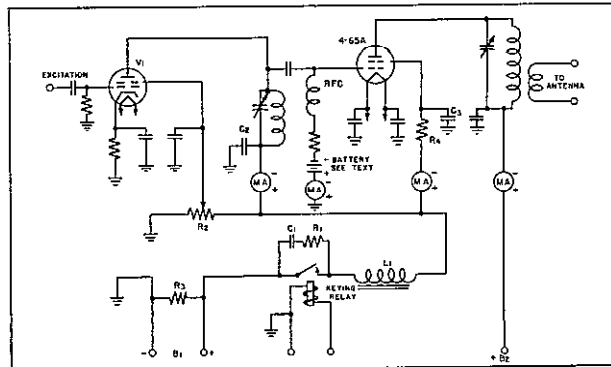 EXCITATION
V1
4-65A
RFC
C2
← BATTERY
SEE TEXT
MA
-
+
MA
-
+
C3
R4
MA
-
+
MA
-
+
TO
ANTENNA
R2
C1
R1
L1
R3
KEYING
RELAY
-
B1
+
+ B2